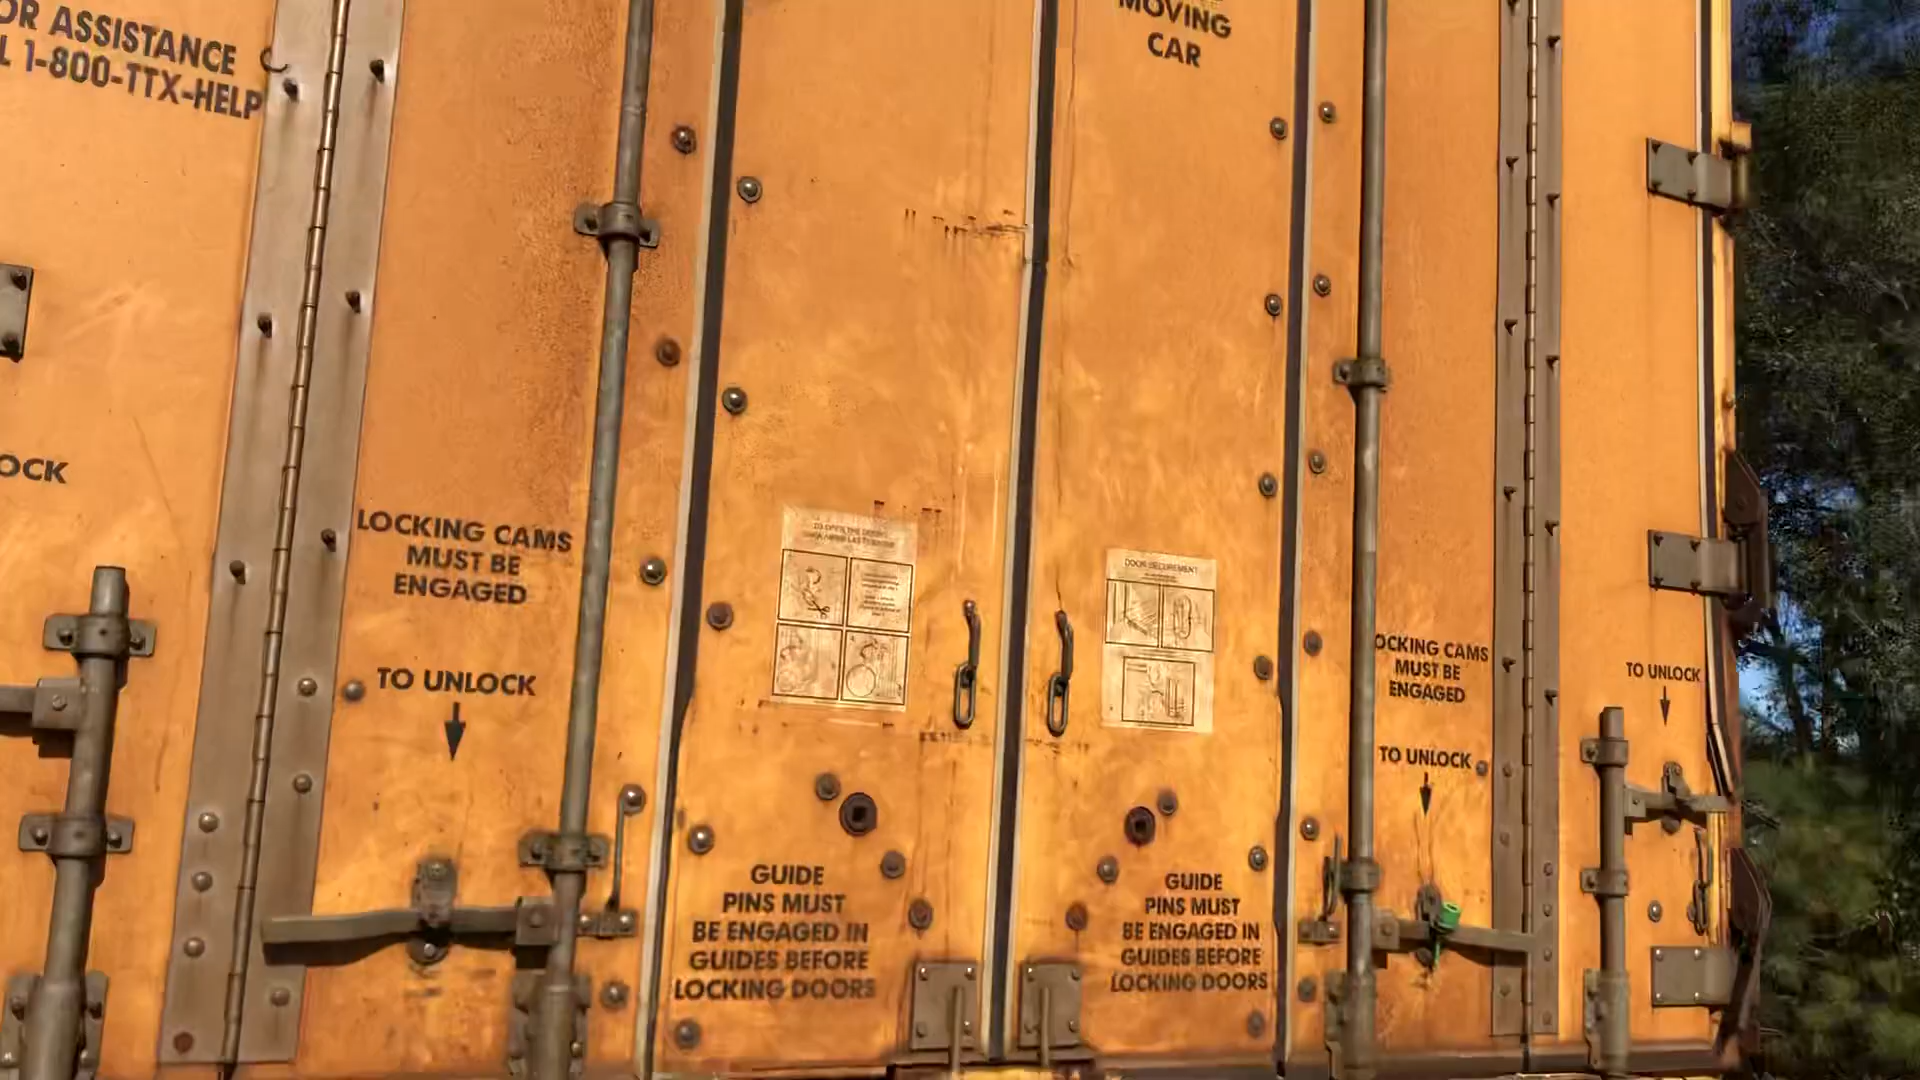 OR ASSISTANCE
L 1-800-TTX-HELP
MOVING
CAR
OCK
LOCKING CAMS
MUST BE
ENGAGED
TO UNLOCK
DOOR SECUREMENT
OCKING CAMS
MUST BE
ENGAGED
TO UNLOCK
TO UNLOCK
GUIDE
PINS MUST
BE ENGAGED IN
GUIDES BEFORE
LOCKING DOORS
GUIDE
PINS MUST
BE ENGAGED IN
GUIDES BEFORE
LOCKING DOORS